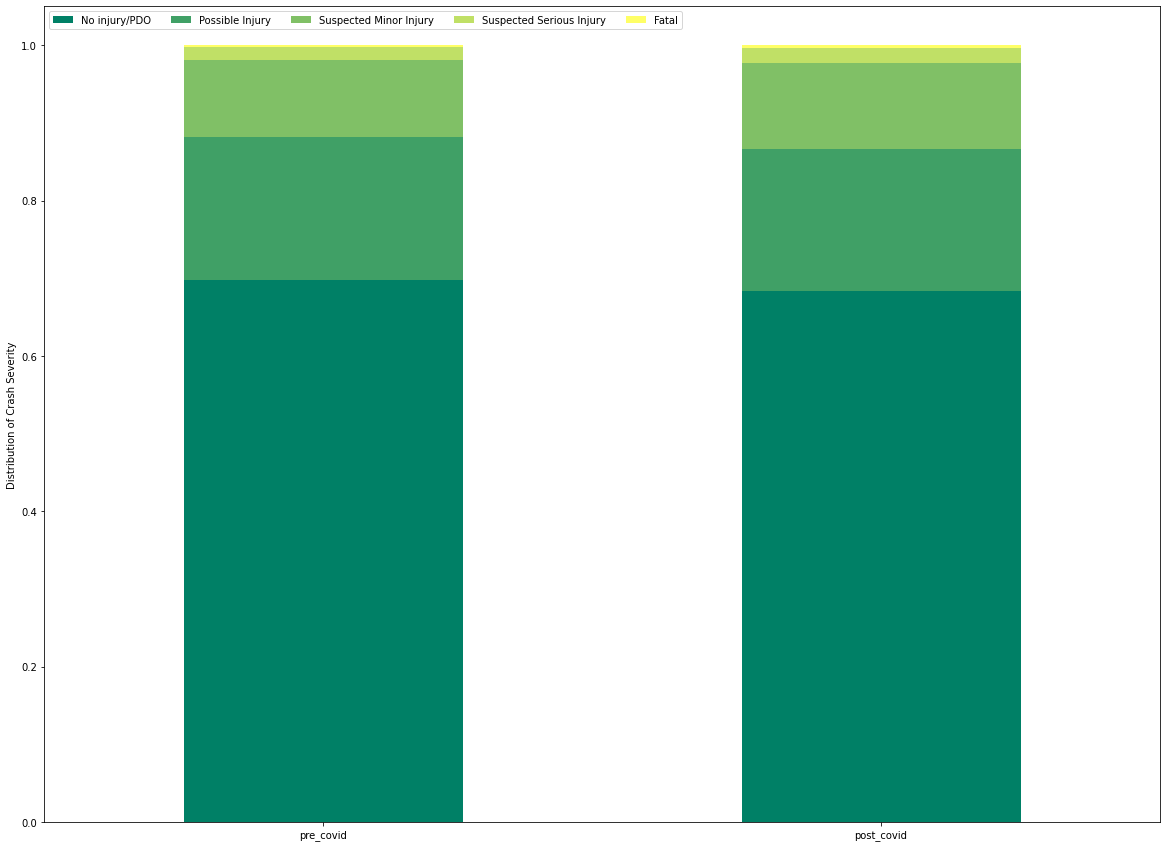 No injury/PDO Possible Injury Suspected Minor Injury Suspected Serious Injury Fatal
1.0
0.8
0.6
0.4
0.2
0.0
Distribution of Crash Severity
pre_covid post_covid